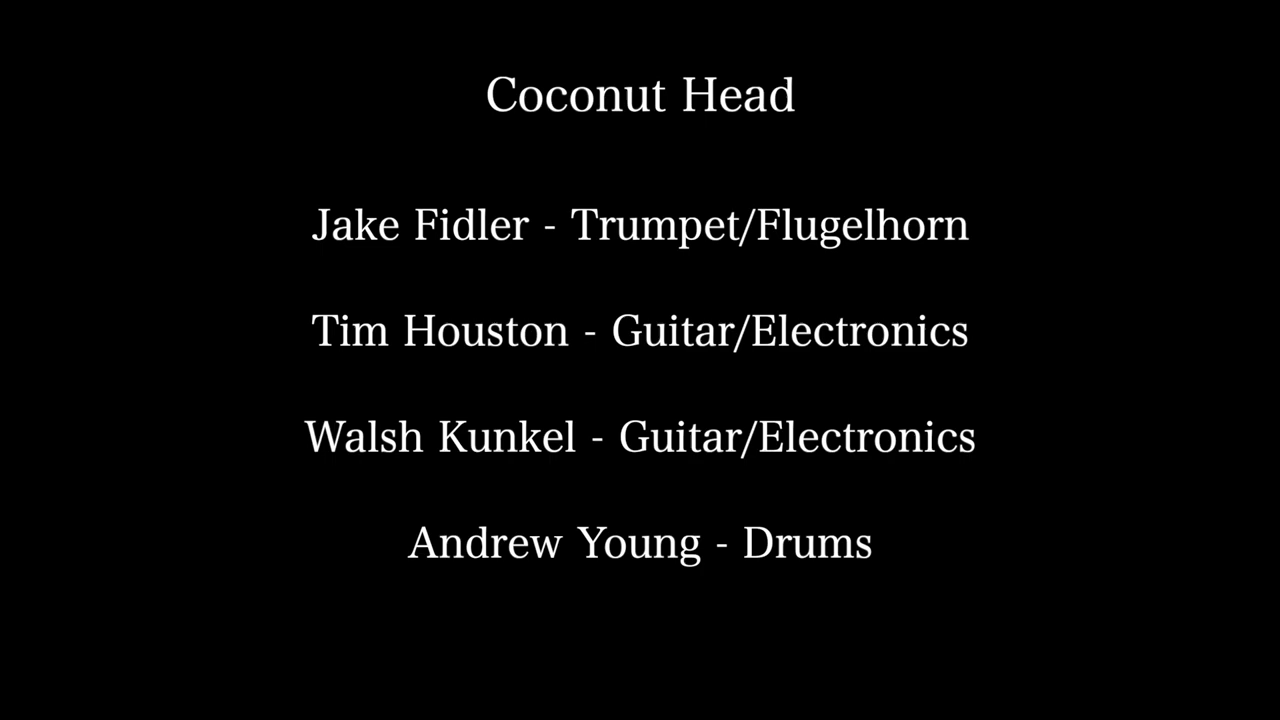 Coconut Head
Jake Fidler - Trumpet/Flugelhorn
Tim Houston - Guitar/Electronics
Walsh Kunkel - Guitar/Electronics
Andrew Young - Drums